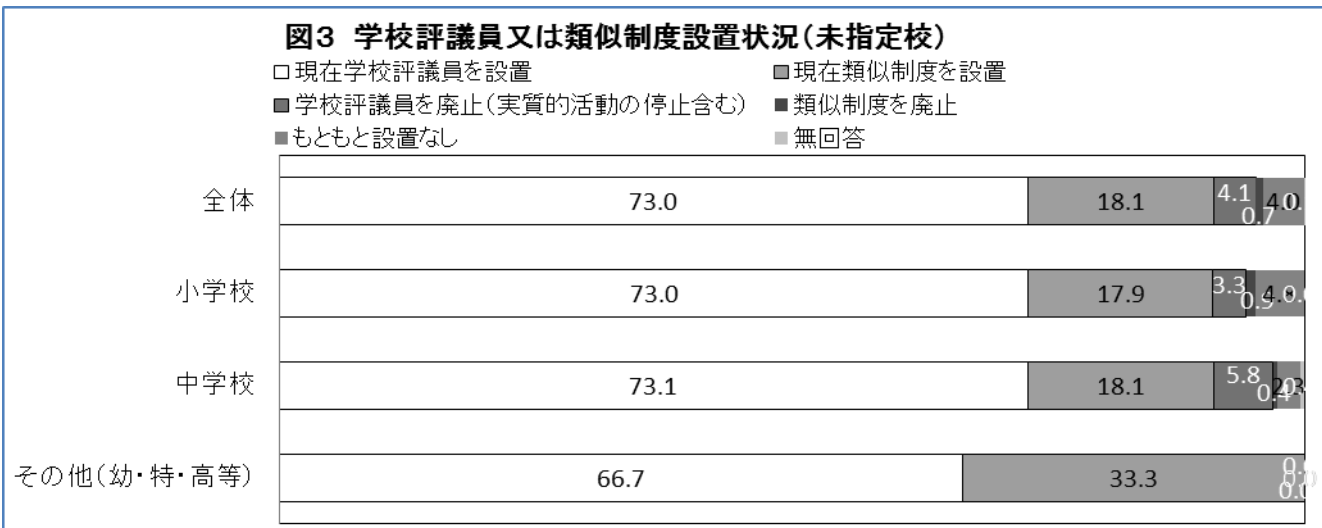 図3 学校評議員又は類似制度設置状況(未指定校)
□現在学校評議員を設置 ■現在類似制度を設置
■学校評議員を廃止(実質的活動の停止含む) ■類似制度を廃止
■もともと設置なし ■無回答
全体 73.0 18.1 4.1 0.7 4.0
小学校 73.0 17.9 3.3 0.9
中学校 73.1 18.1 5.8 0.4 2.3
その他(幼・特・高等) 66.7 33.3 0.0